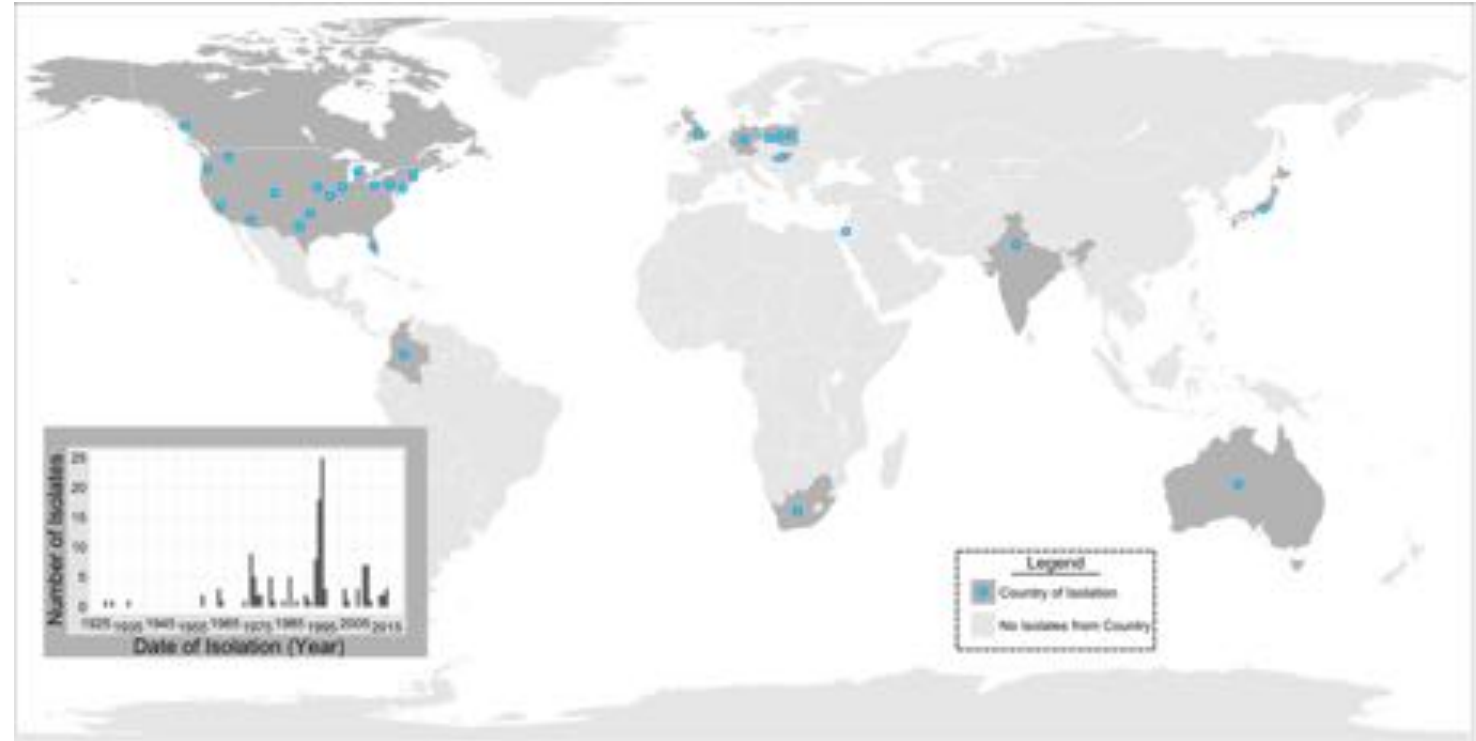 Number of Isolates
25
20
15
10
5
0
1925 1935 1945 1955 1965 1975 1985 1995 2005 2015
Date of Isolation (Year)
Legend
Country of Isolation
No Isolates from Country